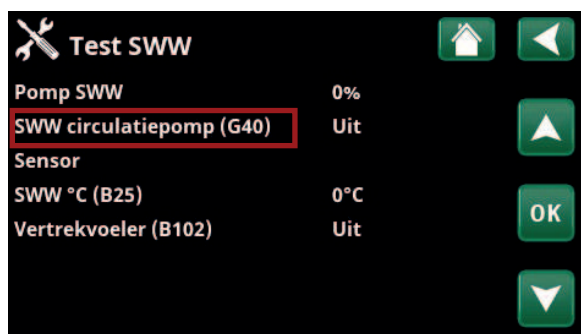 Test SWW
Pomp SWW 0%
SWW circulatiepomp (G40) Uit
Sensor
SWW °C (B25) 0°C
OK
Vertrekvoeler (B102) Uit